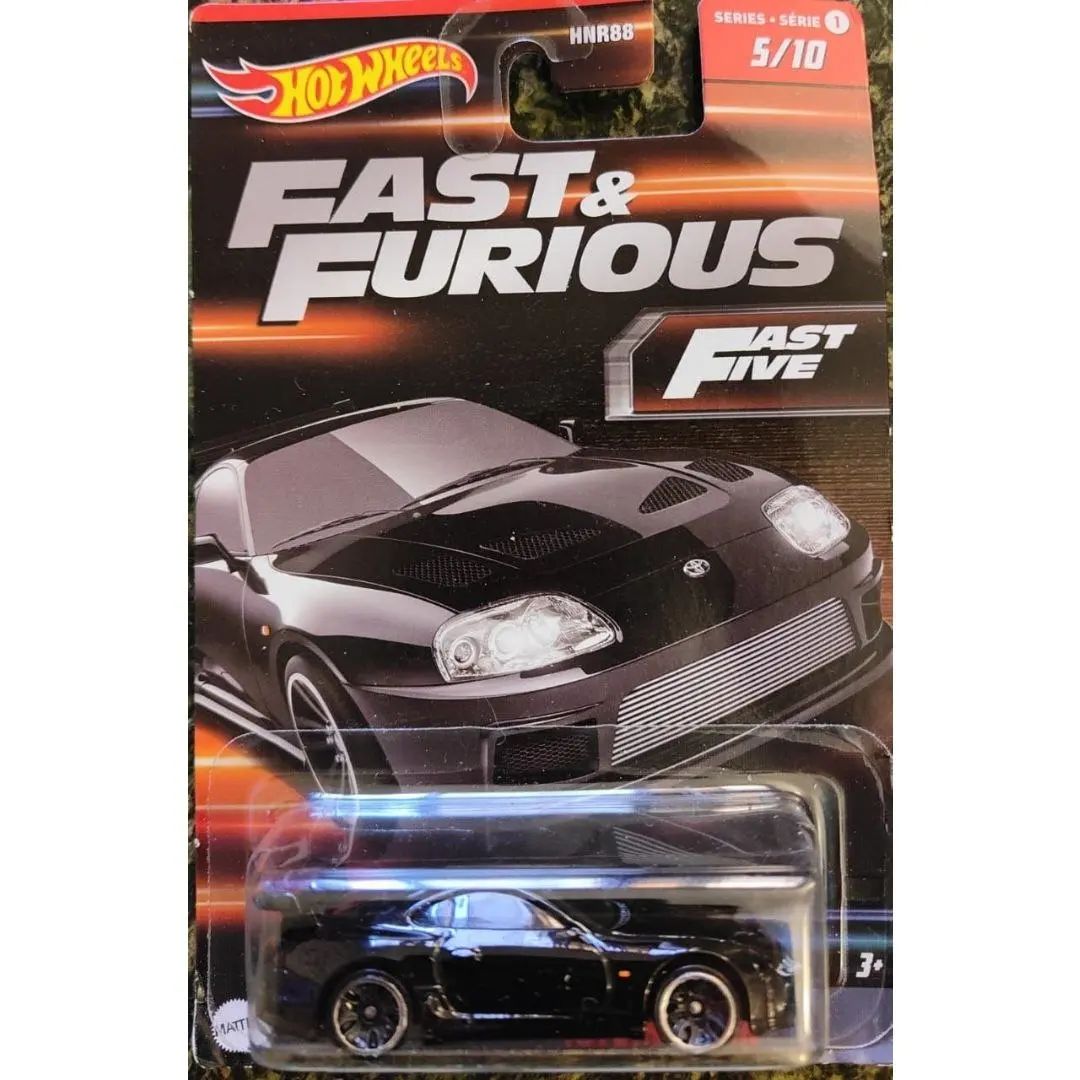 HOT WHEELS
HNR88
SERIES • SÉRIE 1
5/10
FAST &
FURIOUS
FAST
FIVE
3+